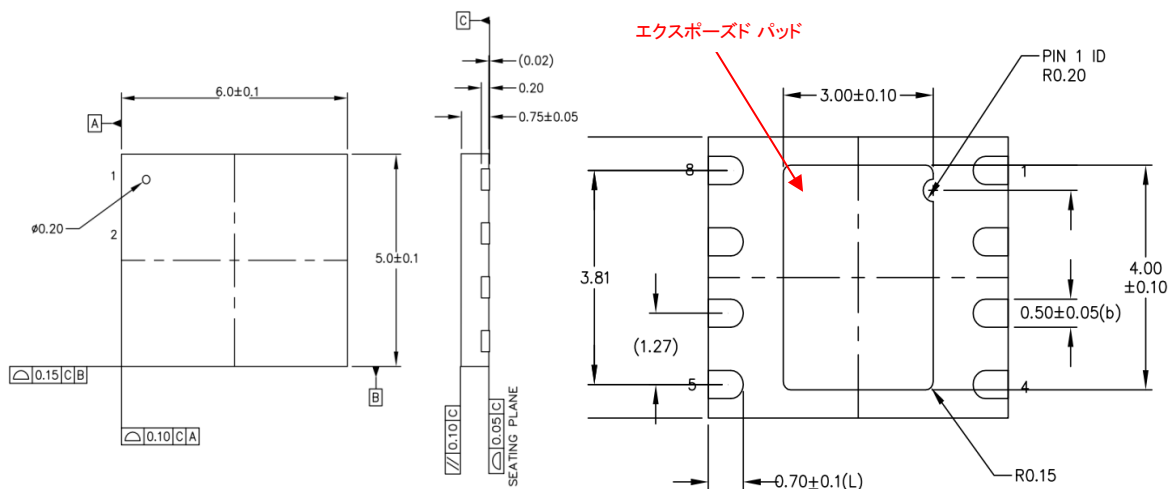 6.0±0.1
A
1
2
ø0.20
5.0±0.1
⌓ 0.15 C B
B
⌓ 0.10 C A
C
(0.02)
0.20
0.75±0.05
// 0.10 C
⌓ 0.05 C
SEATING PLANE
エクスポーズド パッド
PIN 1 ID
R0.20
3.00±0.10
8
1
3.81
4.00
±0.10
0.50±0.05(b)
(1.27)
5
4
0.70±0.1(L)
R0.15